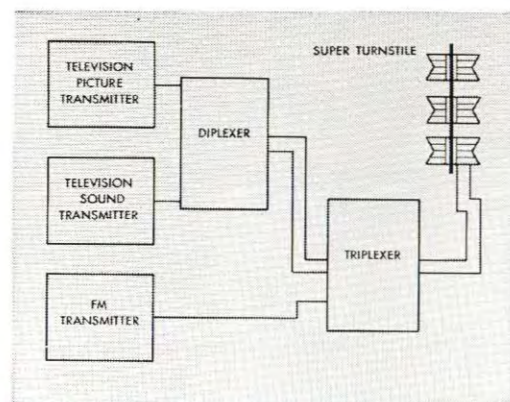 SUPER TURNSTILE
TELEVISION
PICTURE
TRANSMITTER
DIPLEXER
TELEVISION
SOUND
TRANSMITTER
TRIPLEXER
FM
TRANSMITTER